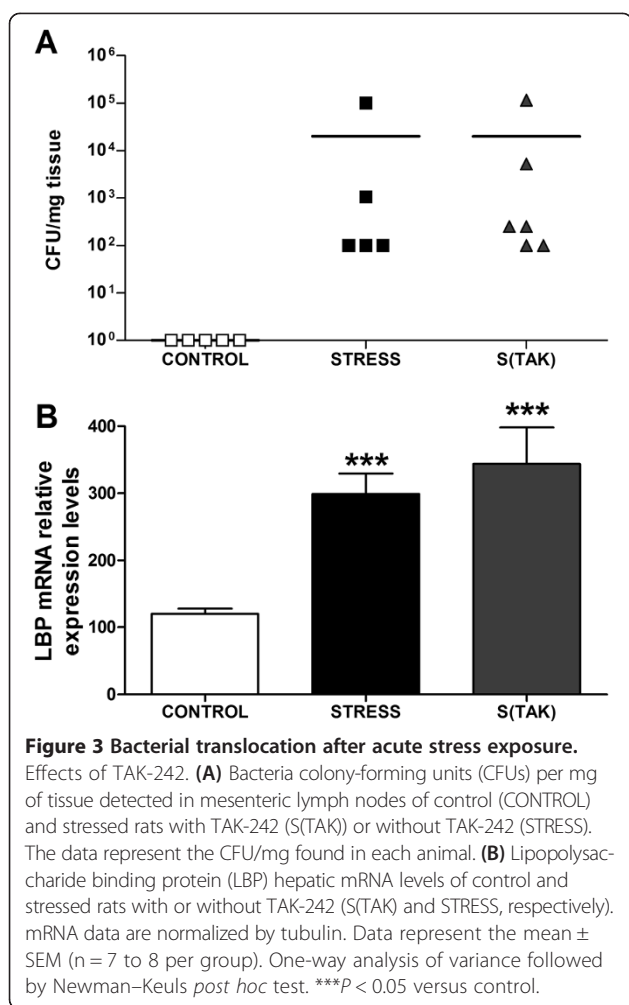 A
CFU/mg tissue
10⁶
10⁵
10⁴
10³
10²
10¹
10⁰
CONTROL STRESS S(TAK)
B
LBP mRNA relative
expression levels
400
300
200
100
0
***
***
CONTROL STRESS S(TAK)
Figure 3 Bacterial translocation after acute stress exposure.
Effects of TAK-242. (A) Bacteria colony-forming units (CFUs) per mg
of tissue detected in mesenteric lymph nodes of control (CONTROL)
and stressed rats with TAK-242 (S(TAK)) or without TAK-242 (STRESS).
The data represent the CFU/mg found in each animal. (B) Lipopolysac-
charide binding protein (LBP) hepatic mRNA levels of control and
stressed rats with or without TAK-242 (S(TAK) and STRESS, respectively).
mRNA data are normalized by tubulin. Data represent the mean ±
SEM (n = 7 to 8 per group). One-way analysis of variance followed
by Newman–Keuls post hoc test. ***P < 0.05 versus control.